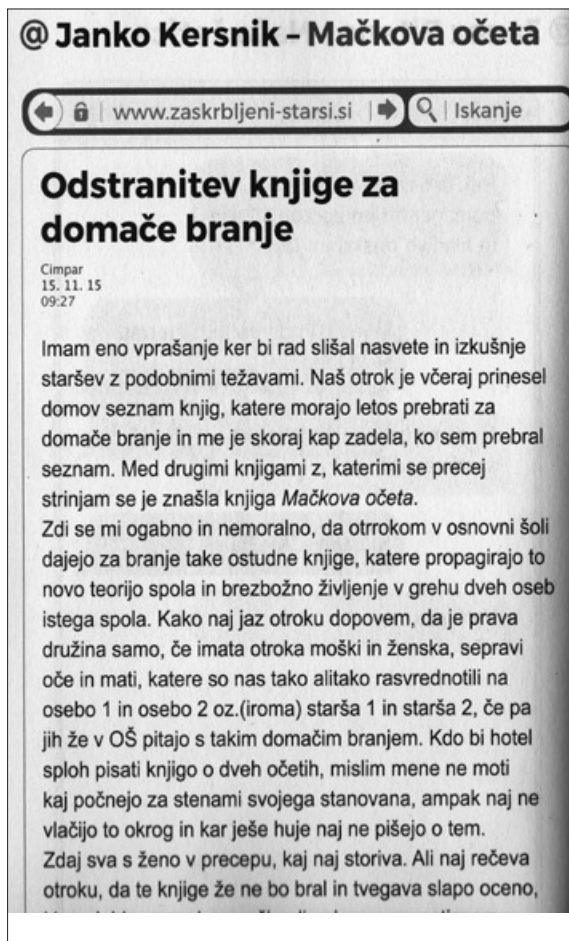 @ Janko Kersnik – Mačkova očeta
www.zaskrbljeni-starsi.si | Iskanje
Odstranitev knjige za
domače branje
Cimpar
15. 11. 15
09:27
Imam eno vprašanje ker bi rad slišal nasvete in izkušnje
staršev z podobnimi težavami. Naš otrok je včeraj prinesel
domov seznam knjig, katere morajo letos prebrati za
domače branje in me je skoraj kap zadela, ko sem prebral
seznam. Med drugimi knjigami z, katerimi se precej
strinjam se je znašla knjiga Mačkova očeta.
Zdi se mi ogabno in nemoralno, da otrrokom v osnovni šoli
dajejo za branje take ostudne knjige, katere propagirajo to
novo teorijo spola in brezbožno življenje v grehu dveh oseb
istega spola. Kako naj jaz otroku dopovem, da je prava
družina samo, če imata otroka moški in ženska, sepravi
oče in mati, katere so nas tako alitako rasvrednotili na
osebo 1 in osebo 2 oz.(iroma) starša 1 in starša 2, če pa
jih že v OŠ pitajo s takim domačim branjem. Kdo bi hotel
sploh pisati knjigo o dveh očetih, mislim mene ne moti
kaj počnejo za stenami svojega stanovana, ampak naj ne
vlačijo to okrog in kar ješe huje naj ne pišejo o tem.
Zdaj sva s ženo v precepu, kaj naj storiva. Ali naj rečeva
otroku, da te knjige že ne bo bral in tvegava slapo oceno,